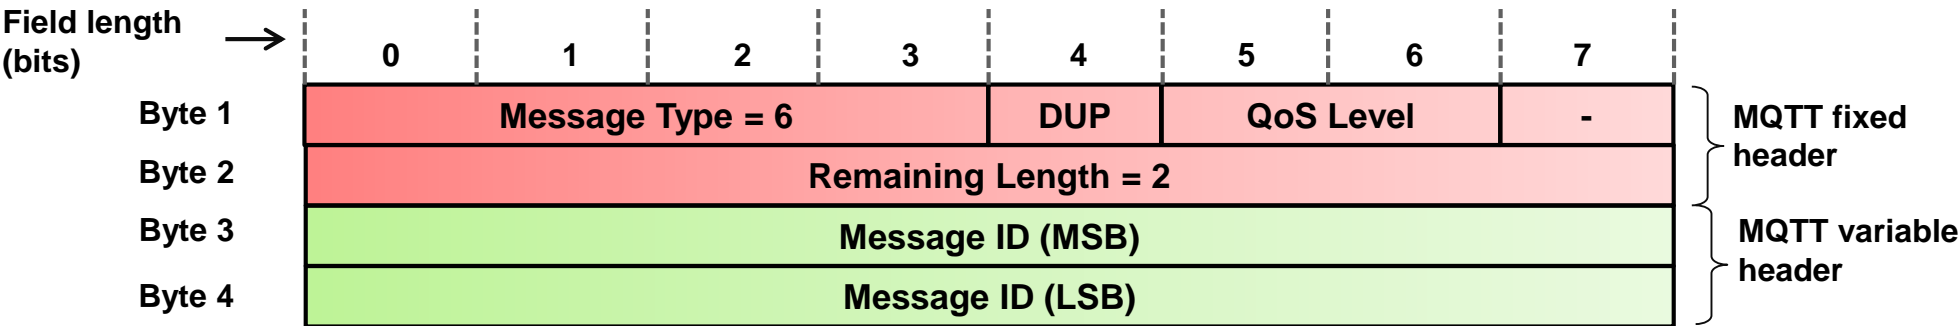 Field length
(bits)
0 1 2 3 4 5 6 7
Byte 1 Message Type = 6 DUP QoS Level -
MQTT fixed
header
Byte 2 Remaining Length = 2
Byte 3 Message ID (MSB)
MQTT variable
header
Byte 4 Message ID (LSB)